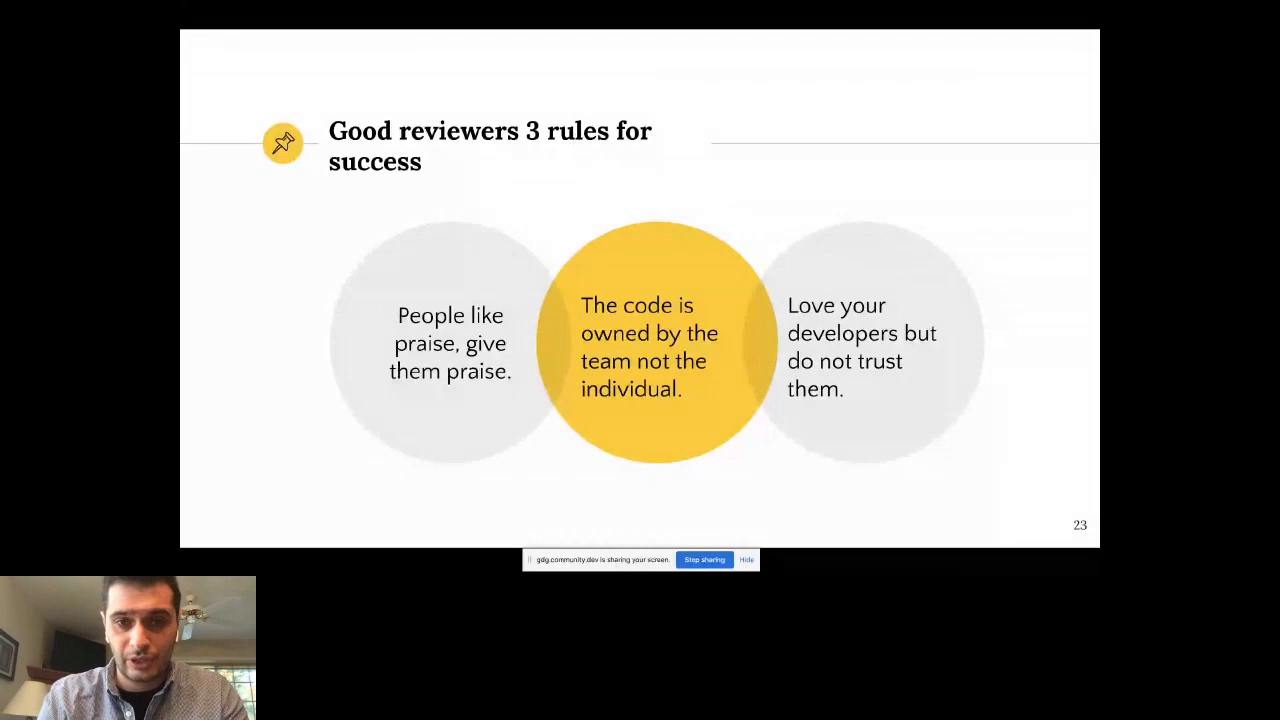 Good reviewers 3 rules for
success
People like
praise, give
them praise.
The code is
owned by the
team not the
individual.
Love your
developers but
do not trust
them.
23
gdg.community.dev is sharing your screen.
Stop sharing
Hide